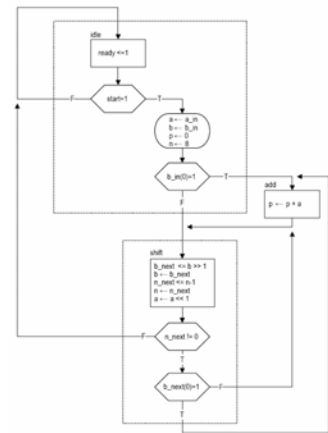 idle
ready <=1
start=1
F
T
a ← a_in
b ← b_in
p ← 0
n ← 8
b_in(0)=1
T
F
add
p ← p + a
shift
b_next <= b >> 1
b ← b_next
n_next <= n-1
n ← n_next
a ← a << 1
n_next != 0
F
T
b_next(0)=1
F
T